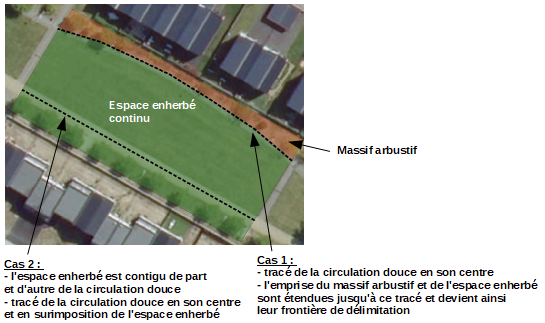 Espace enherbé
continu
Massif arbustif
Cas 2 :
- l'espace enherbé est contigu de part
et d'autre de la circulation douce
- tracé de la circulation douce en son centre
et en surimposition de l'espace enherbé
Cas 1 :
- tracé de la circulation douce en son centre
- l'emprise du massif arbustif et de l'espace enherbé
sont étendues jusqu'à ce tracé et devient ainsi
leur frontière de délimitation